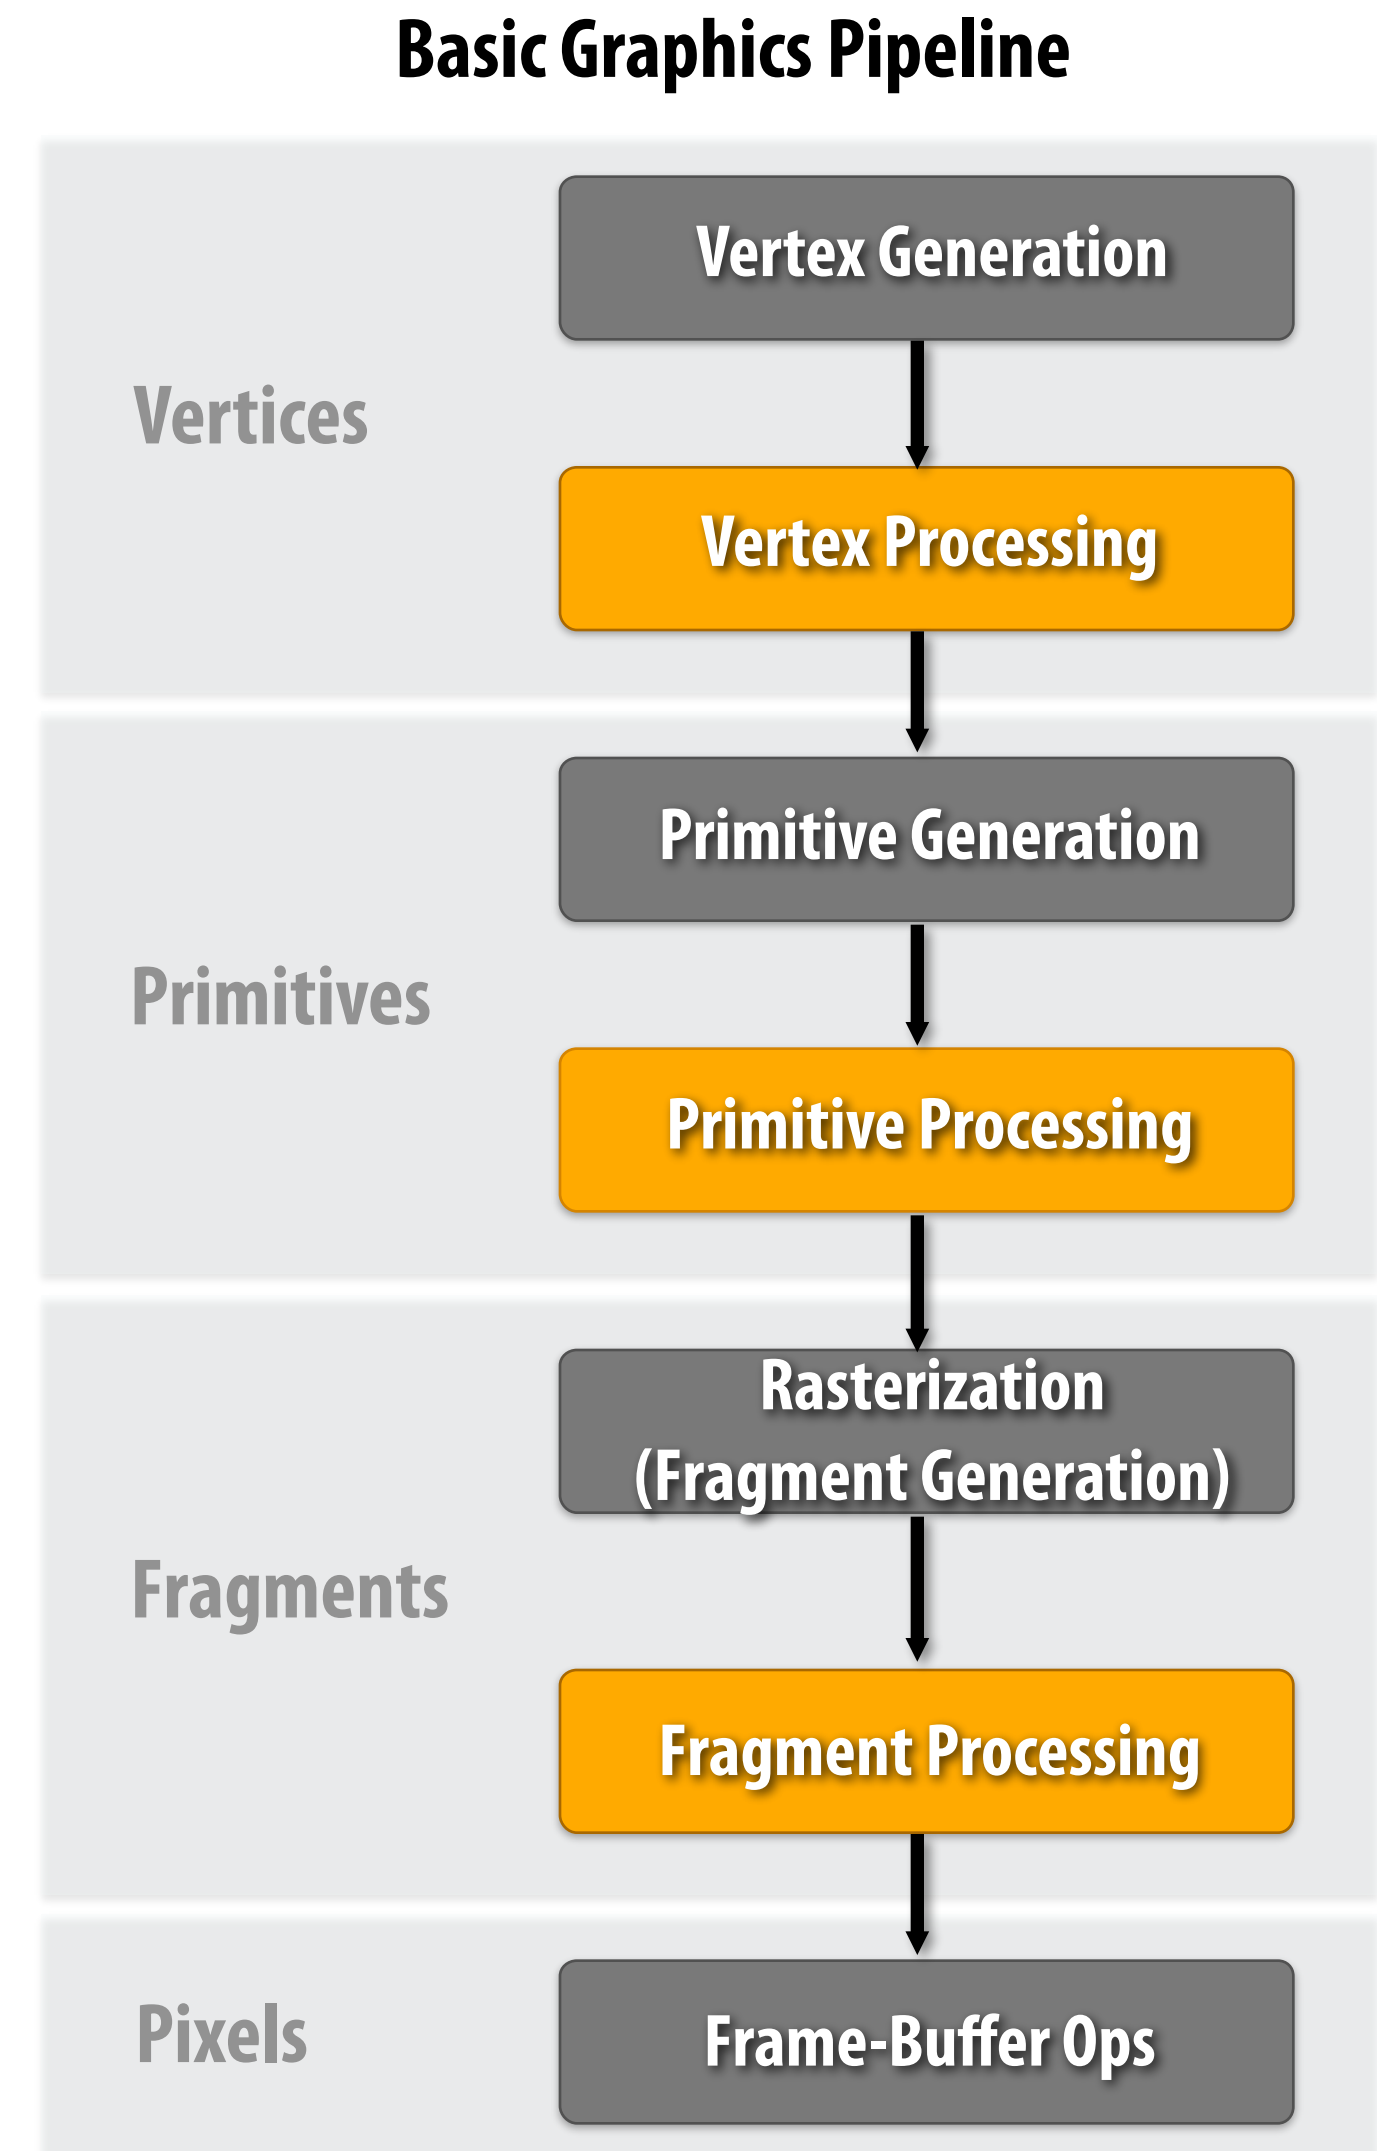 Basic Graphics Pipeline
Vertex Generation
Vertices
Vertex Processing
Primitive Generation
Primitives
Primitive Processing
Rasterization
(Fragment Generation)
Fragments
Fragment Processing
Pixels
Frame-Buffer Ops